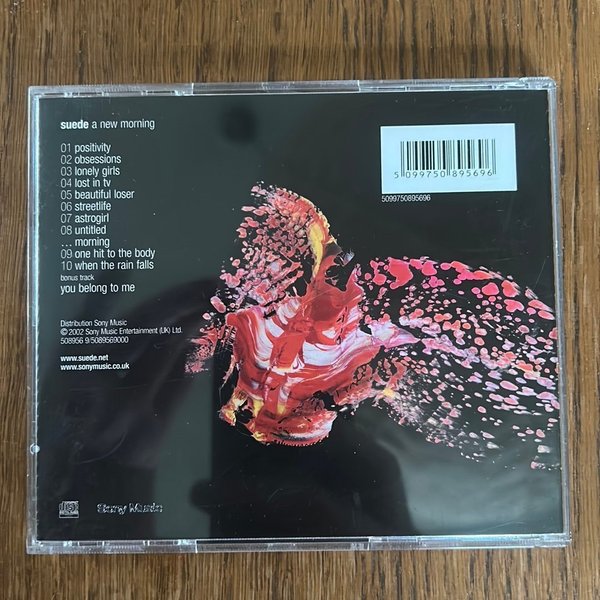 suede a new morning
01 positivity
02 obsessions
03 lonely girls
04 lost in tv
05 beautiful loser
06 streetlife
07 astrogirl
08 untitled
... morning
09 one hit to the body
10 when the rain falls
bonus track
you belong to me
Distribution Sony Music
℗© 2002 Sony Music Entertainment (UK) Ltd.
508956 9/5089569000
www.suede.net
www.sonymusic.co.uk
5 099750 895696
5099750895696
Sony Music